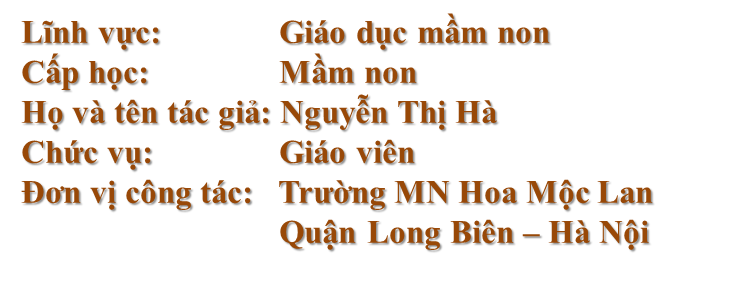 Lĩnh vực: Giáo dục mầm non
Cấp học: Mầm non
Họ và tên tác giả: Nguyễn Thị Hà
Chức vụ: Giáo viên
Đơn vị công tác: Trường MN Hoa Mộc Lan
Quận Long Biên – Hà Nội